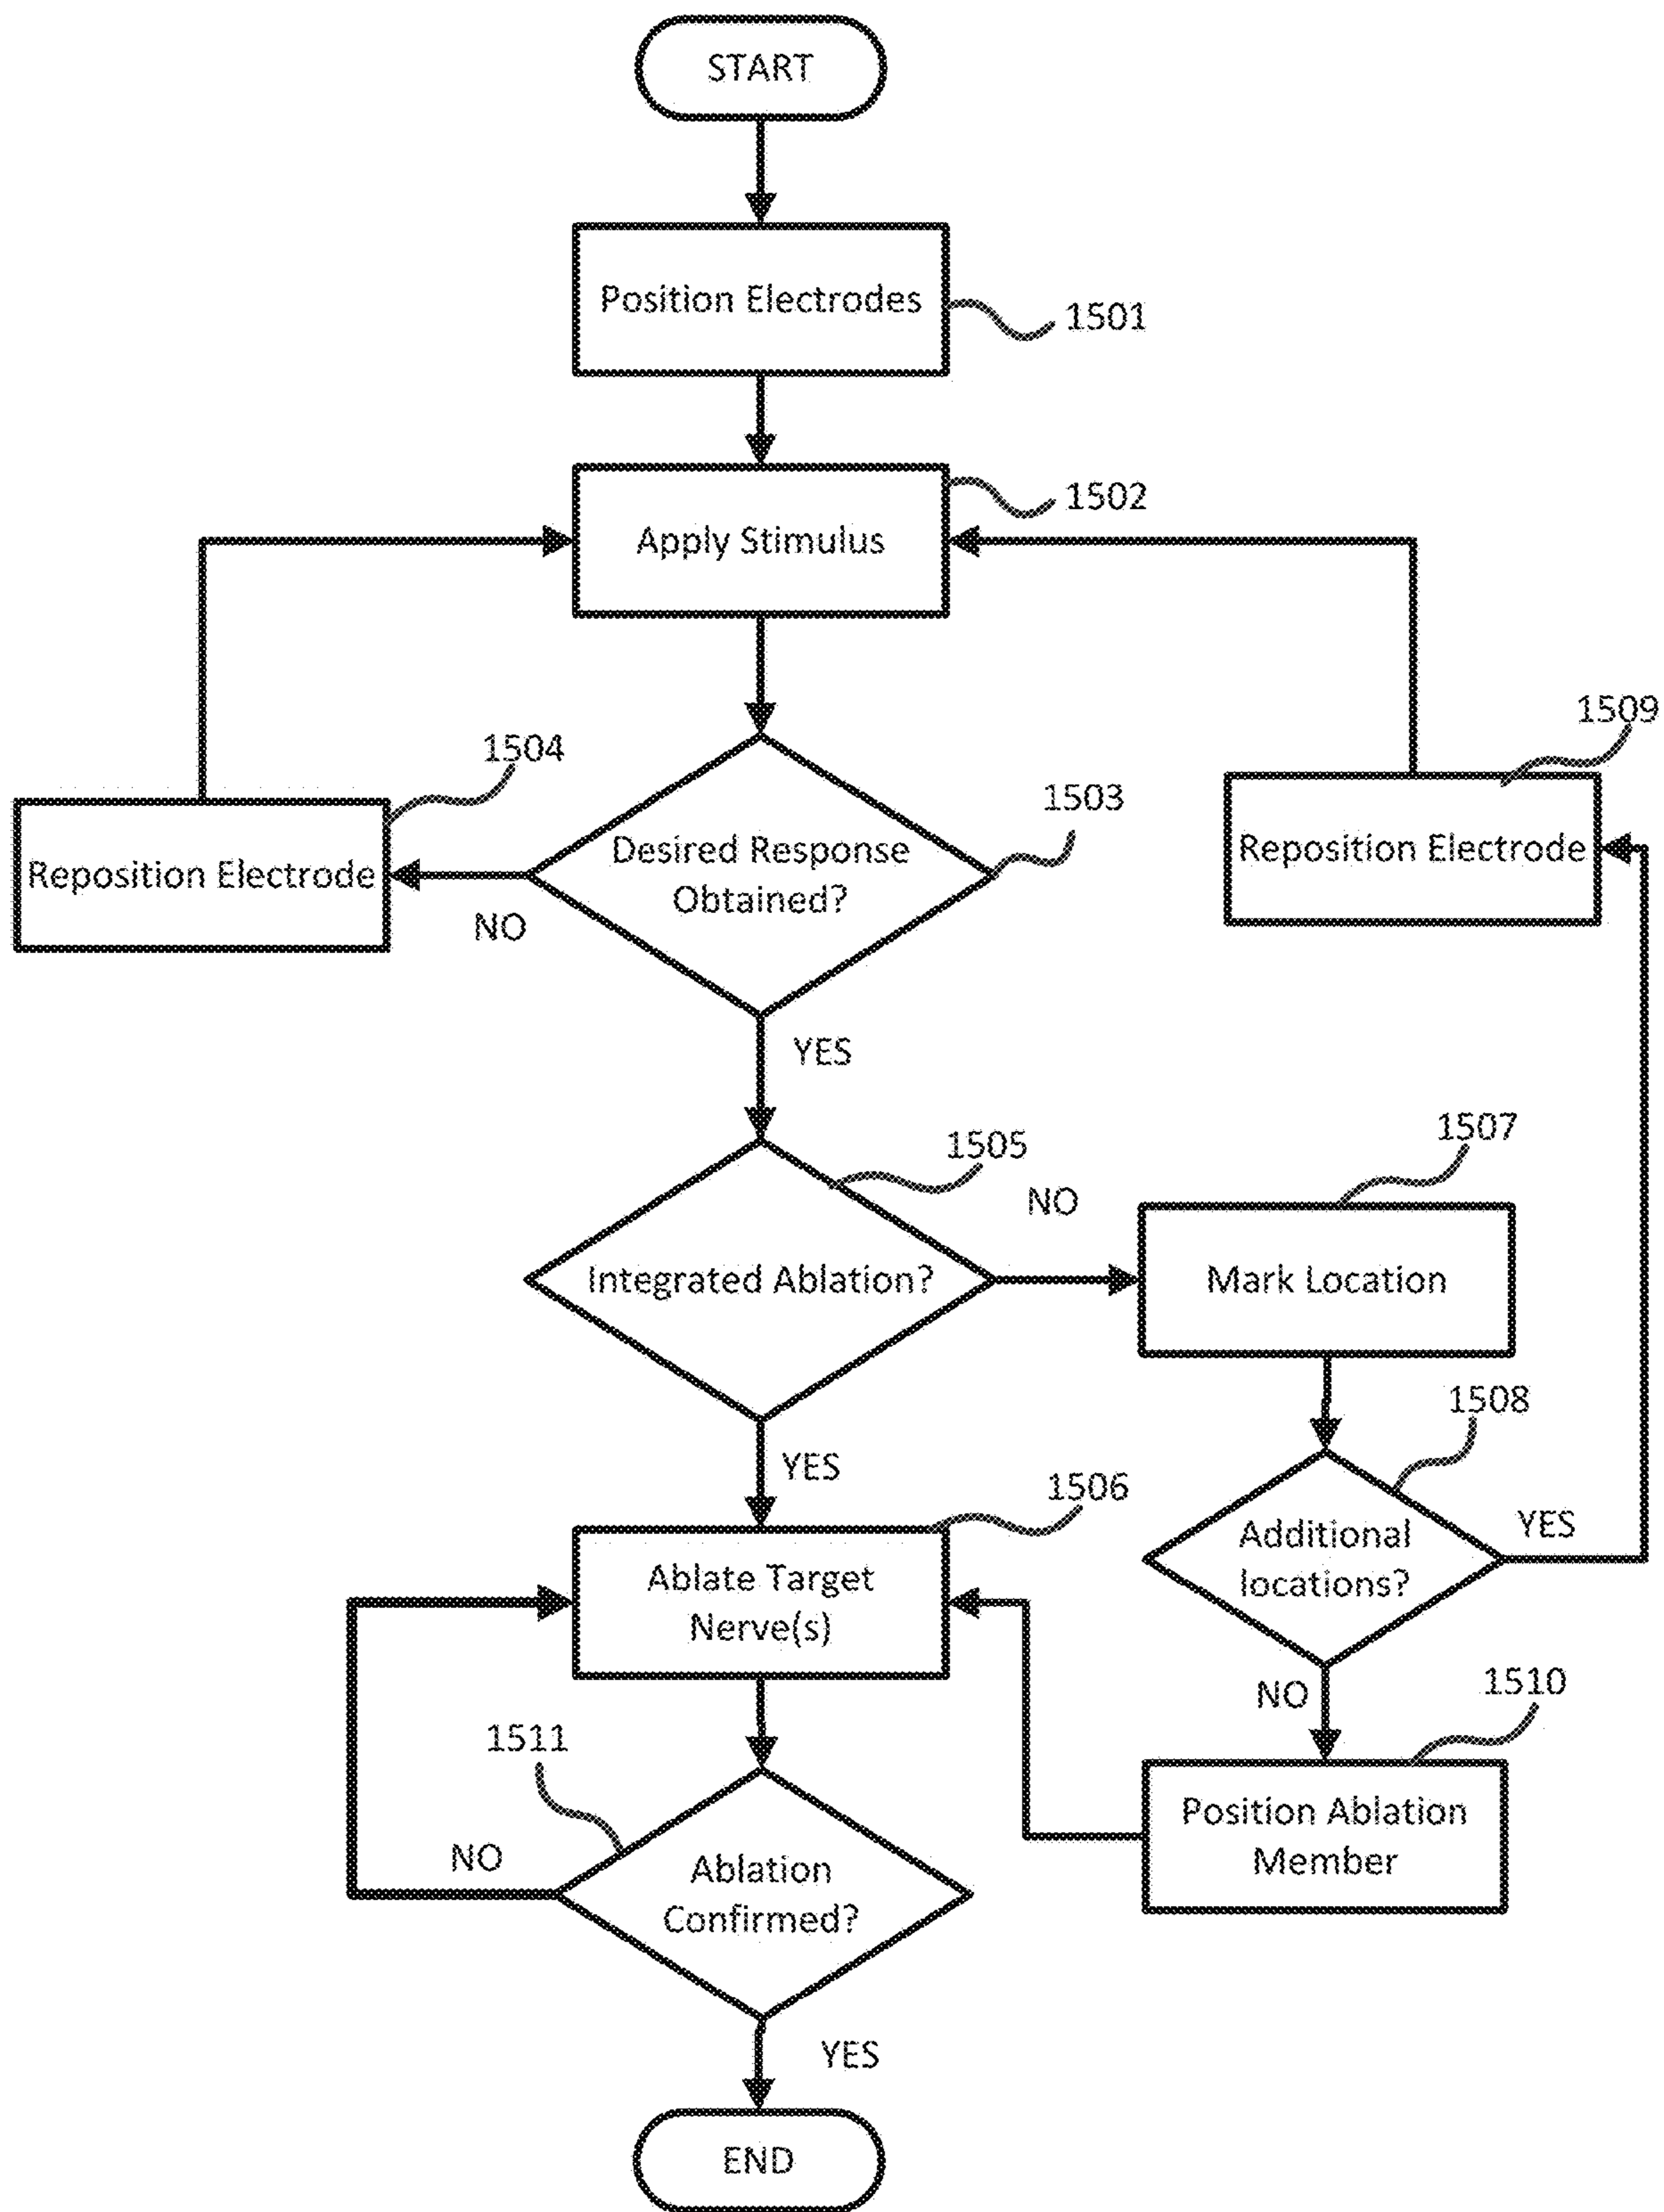 START
Position Electrodes
1501
1502
Apply Stimulus
1509
1504
1503
Desired Response
Obtained?
Reposition Electrode
Reposition Electrode
NO
YES
1507
1505
NO
Integrated Ablation?
Mark Location
1508
YES
1506
Additional
locations?
YES
Ablate Target
Nerve(s)
1510
NO
1511
Position Ablation
Member
NO
Ablation
Confirmed?
YES
END